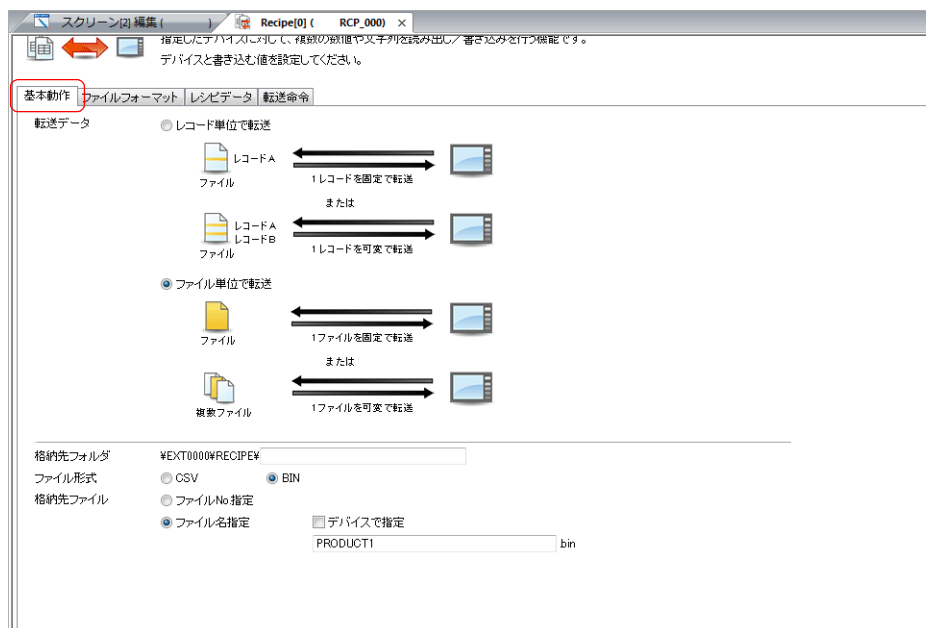 スクリーン[2] 編集 (　　　) Recipe[0] (　　RCP_000) ×
指定したデバイスに対して、複数の数値や文字列を読み出し／書き込みを行う機能です。
デバイスと書き込む値を設定してください。
基本動作 ファイルフォーマット レシピデータ 転送命令
転送データ レコード単位で転送
レコードA
ファイル 1レコードを固定で転送
または
レコードA
レコードB
ファイル 1レコードを可変で転送
ファイル単位で転送
ファイル 1ファイルを固定で転送
または
複数ファイル 1ファイルを可変で転送
格納先フォルダ ¥EXT0000¥RECIPE¥
ファイル形式 CSV BIN
格納先ファイル ファイルNo.指定
ファイル名指定 デバイスで指定
PRODUCT1 bin